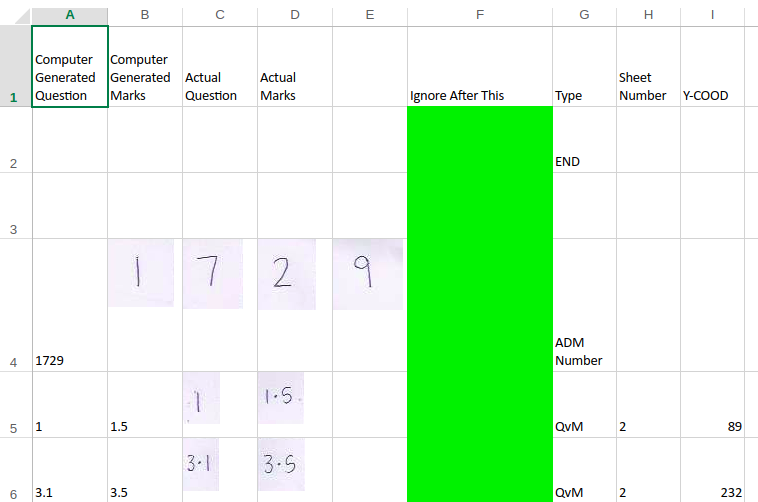 A B C D E F G H I
1 Computer Generated Question Computer Generated Marks Actual Question Actual Marks Ignore After This Type Sheet Number Y-COOD
2 END
3
1 7 2 9
4 1729 ADM Number
1 1.5
5 1 1.5 QvM 2 89
3.1 3.5
6 3.1 3.5 QvM 2 232